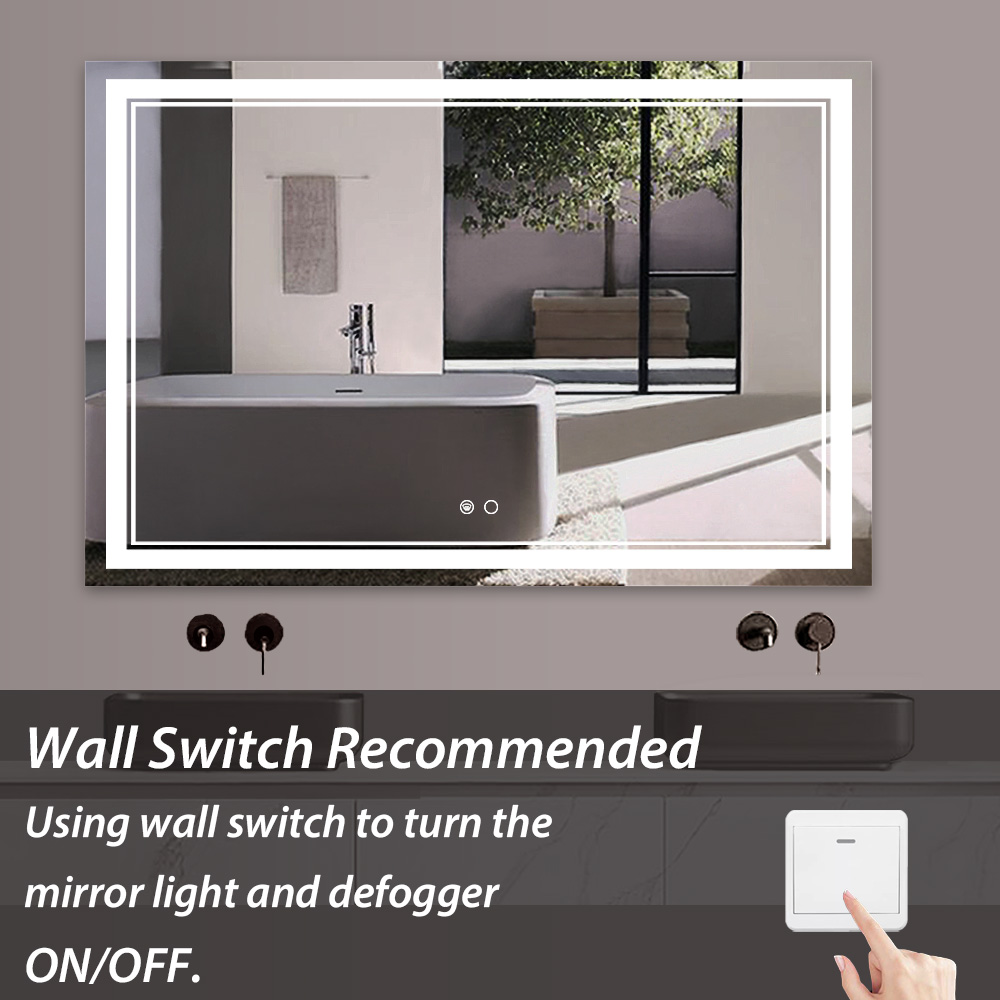 Wall Switch Recommended
Using wall switch to turn the
mirror light and defogger
ON/OFF.